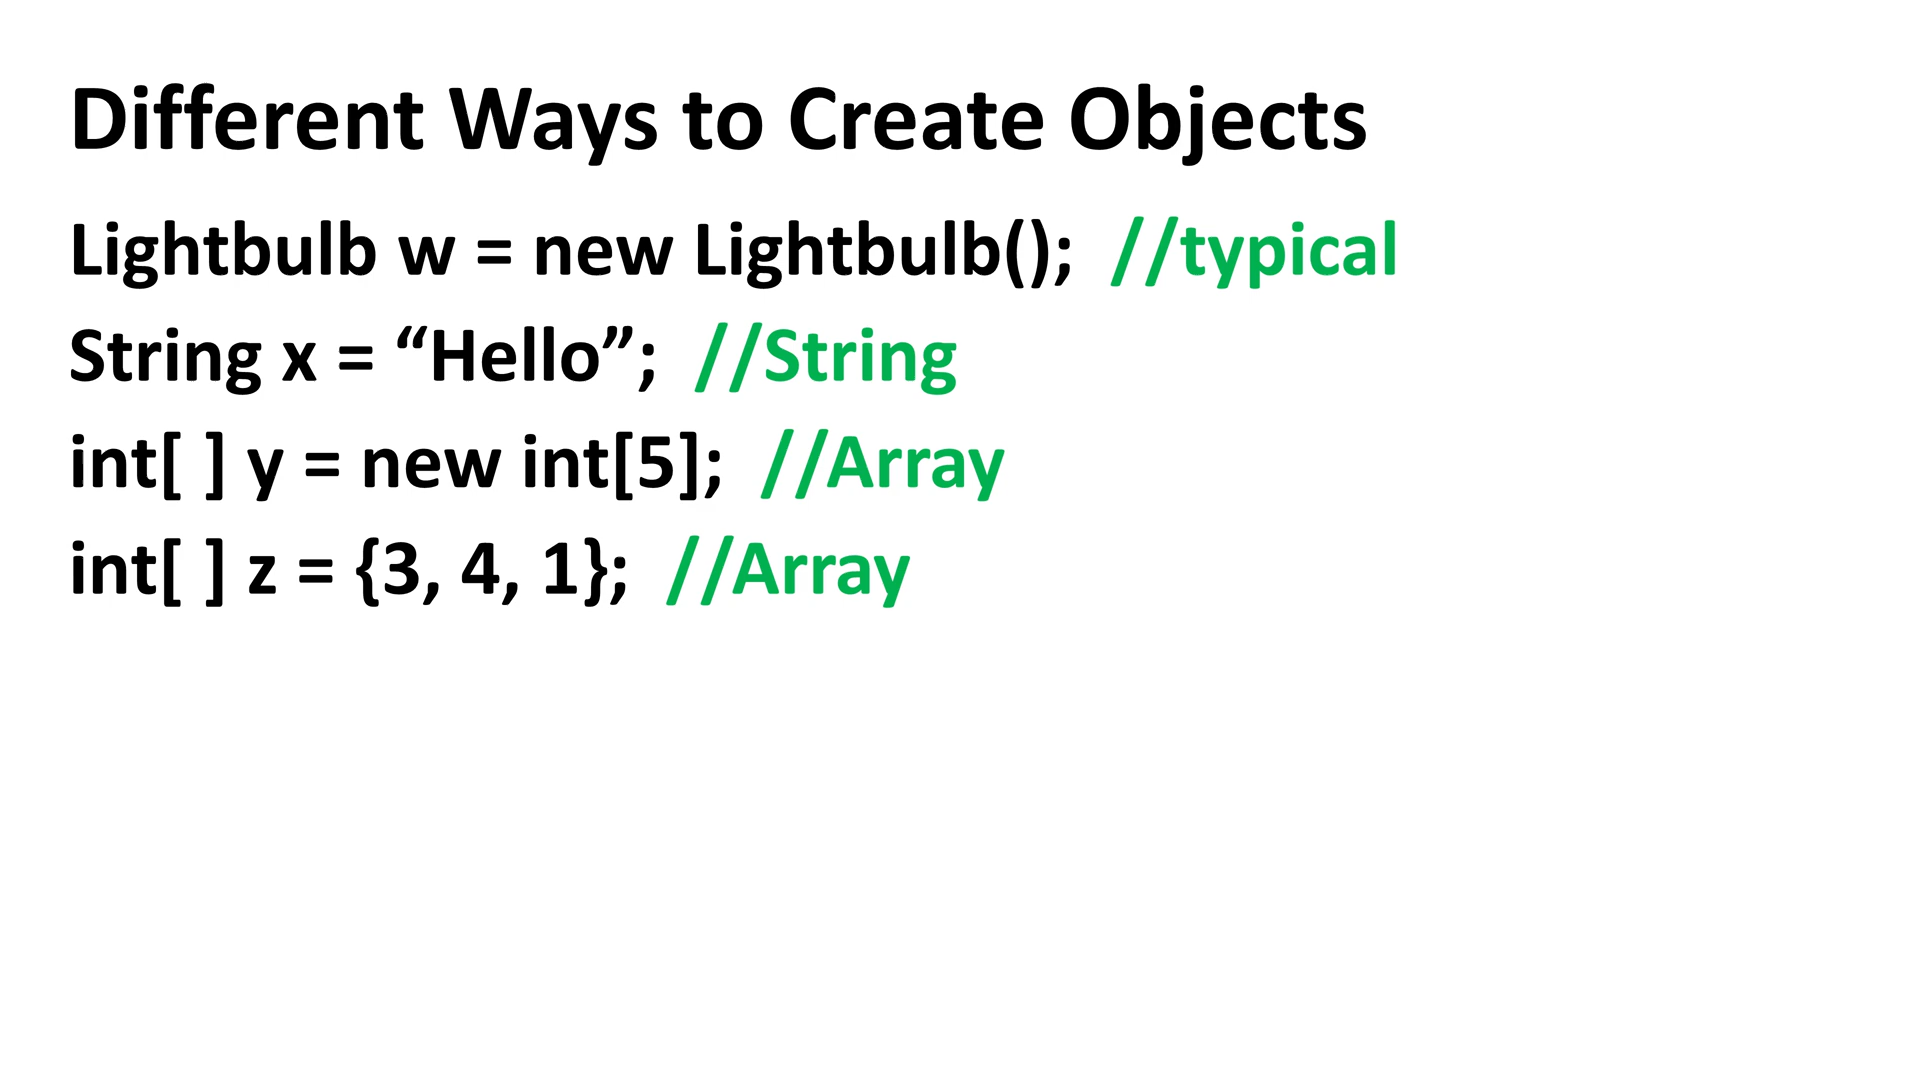 Different Ways to Create Objects
Lightbulb w = new Lightbulb();  //typical
String x = “Hello”;  //String
int[ ] y = new int[5];  //Array
int[ ] z = {3, 4, 1};  //Array